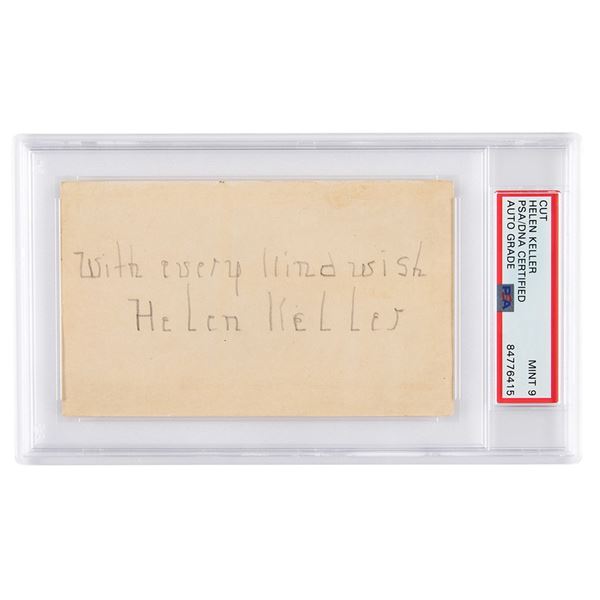 With every kind wish
Helen Keller
CUT
HELEN KELLER
PSA/DNA CERTIFIED
AUTO GRADE
PSA
MINT 9
84776415